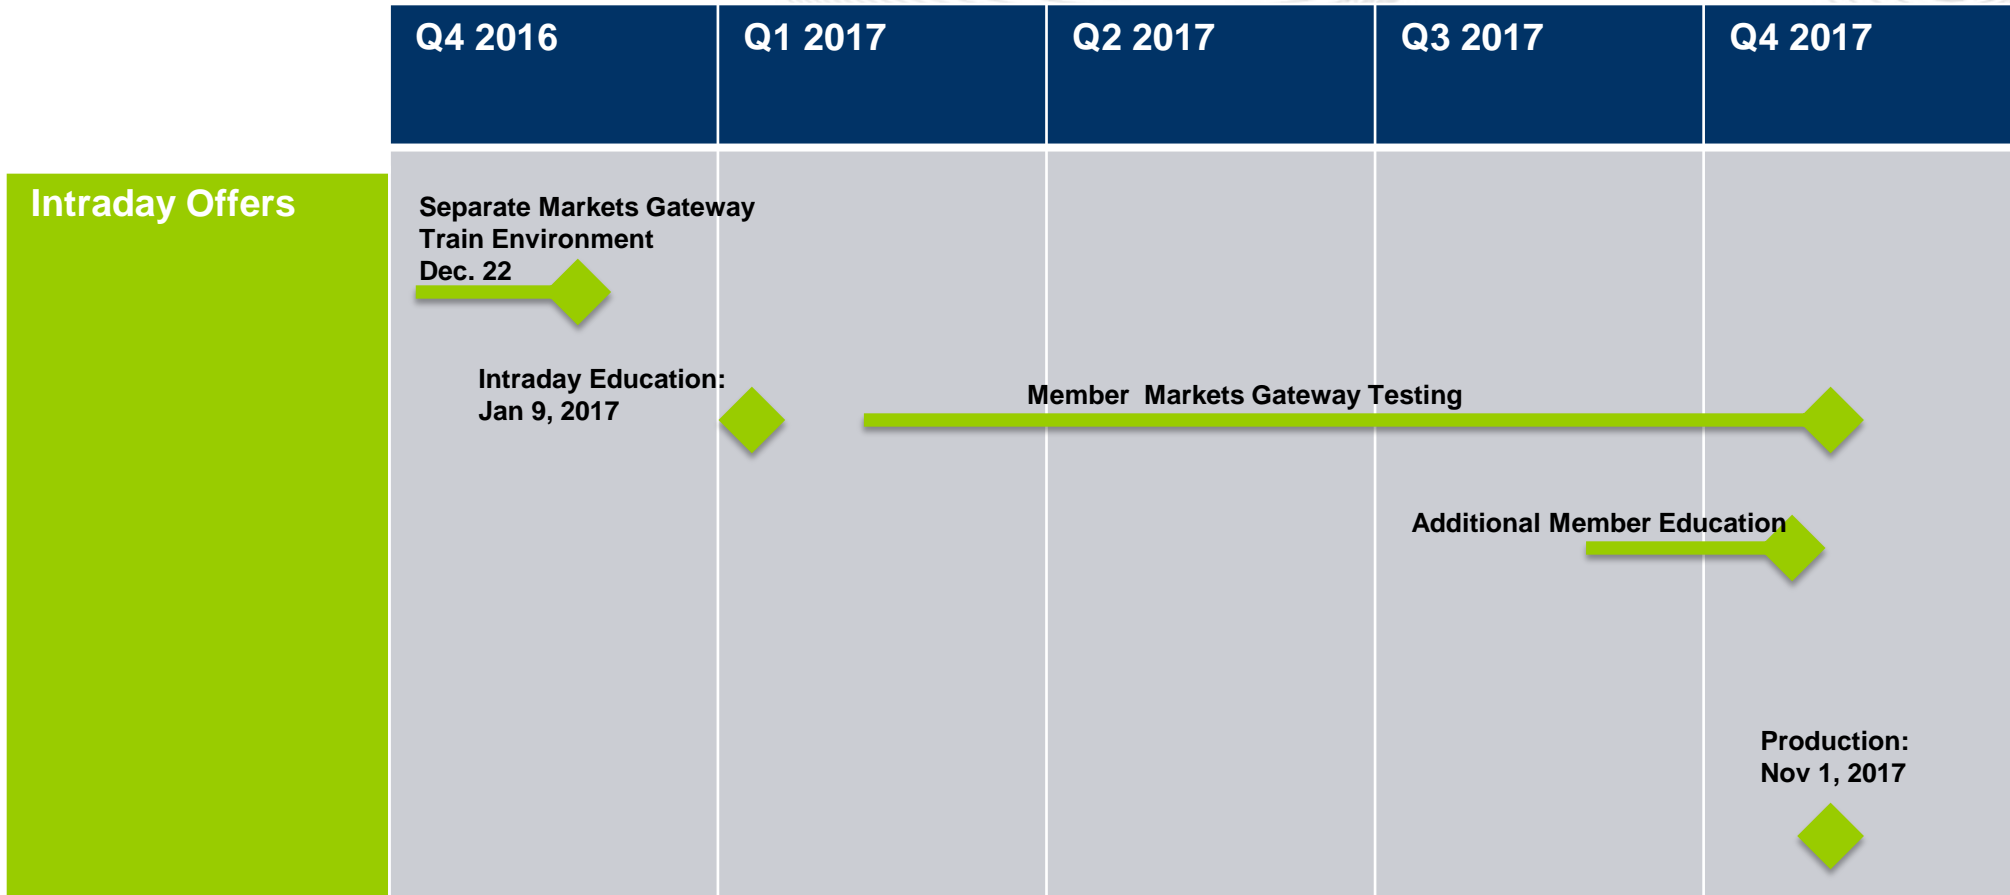 Q4 2016
Q1 2017
Q2 2017
Q3 2017
Q4 2017
Intraday Offers
Separate Markets Gateway
Train Environment
Dec. 22
Intraday Education:
Jan 9, 2017
Member  Markets Gateway Testing
Additional Member Education
Production:
Nov 1, 2017